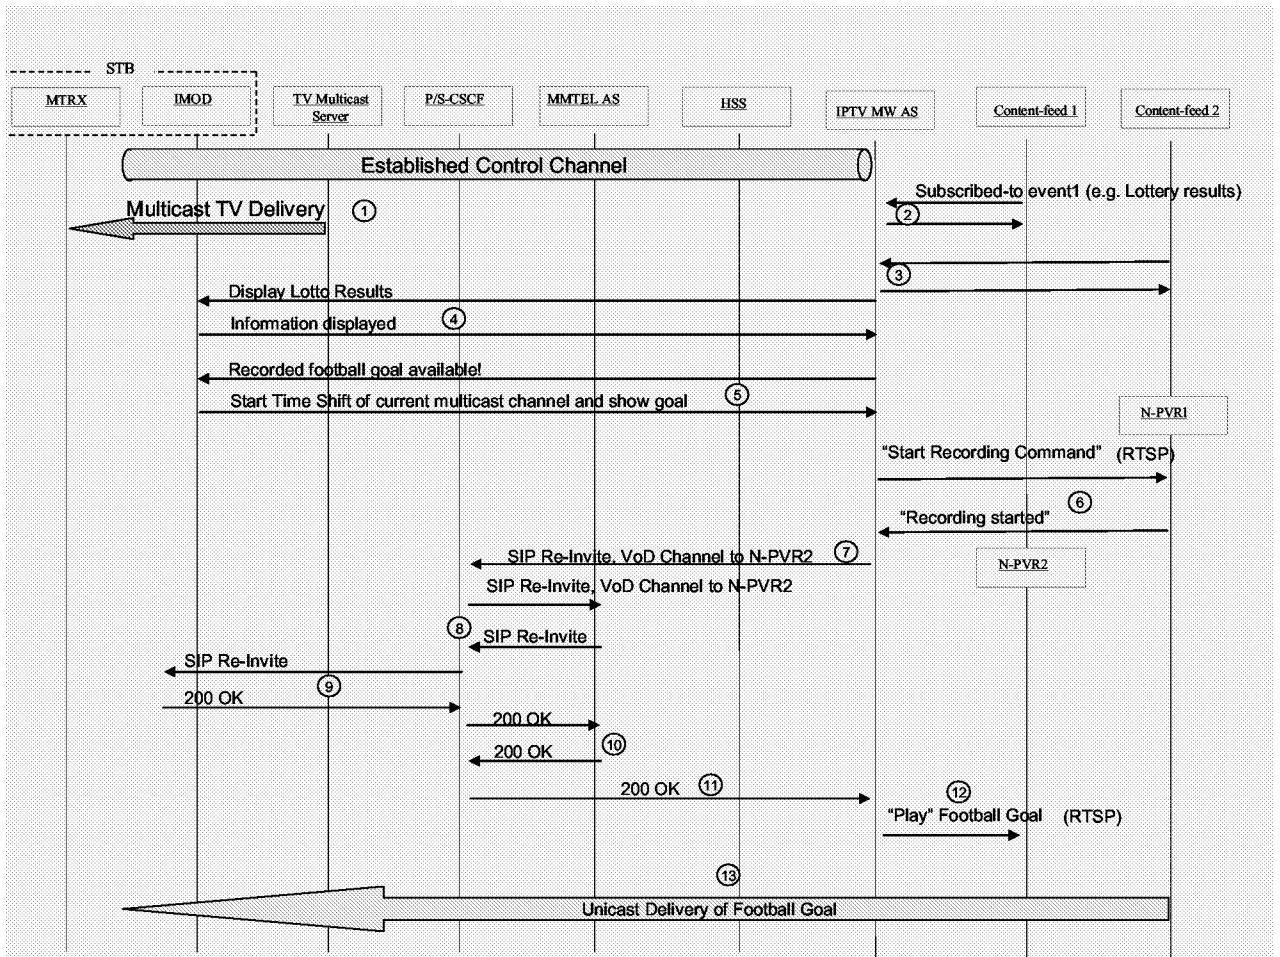 STB
MTRX
IMOD
TV Multicast
Server
P/S-CSCF
MMTEL AS
HSS
IPTV MW AS
Content-feed 1
Content-feed 2
Established Control Channel
Subscribed-to event1 (e.g. Lottery results)
Multicast TV Delivery
1
2
3
Display Lotto Results
4
Information displayed
Recorded football goal available!
5
Start Time Shift of current multicast channel and show goal
N-PVR1
"Start Recording Command" (RTSP)
6
"Recording started"
SIP Re-Invite, VoD Channel to N-PVR2
7
N-PVR2
SIP Re-Invite, VoD Channel to N-PVR2
8
SIP Re-Invite
SIP Re-Invite
9
200 OK
200 OK
10
200 OK
200 OK
11
12
"Play" Football Goal (RTSP)
13
Unicast Delivery of Football Goal